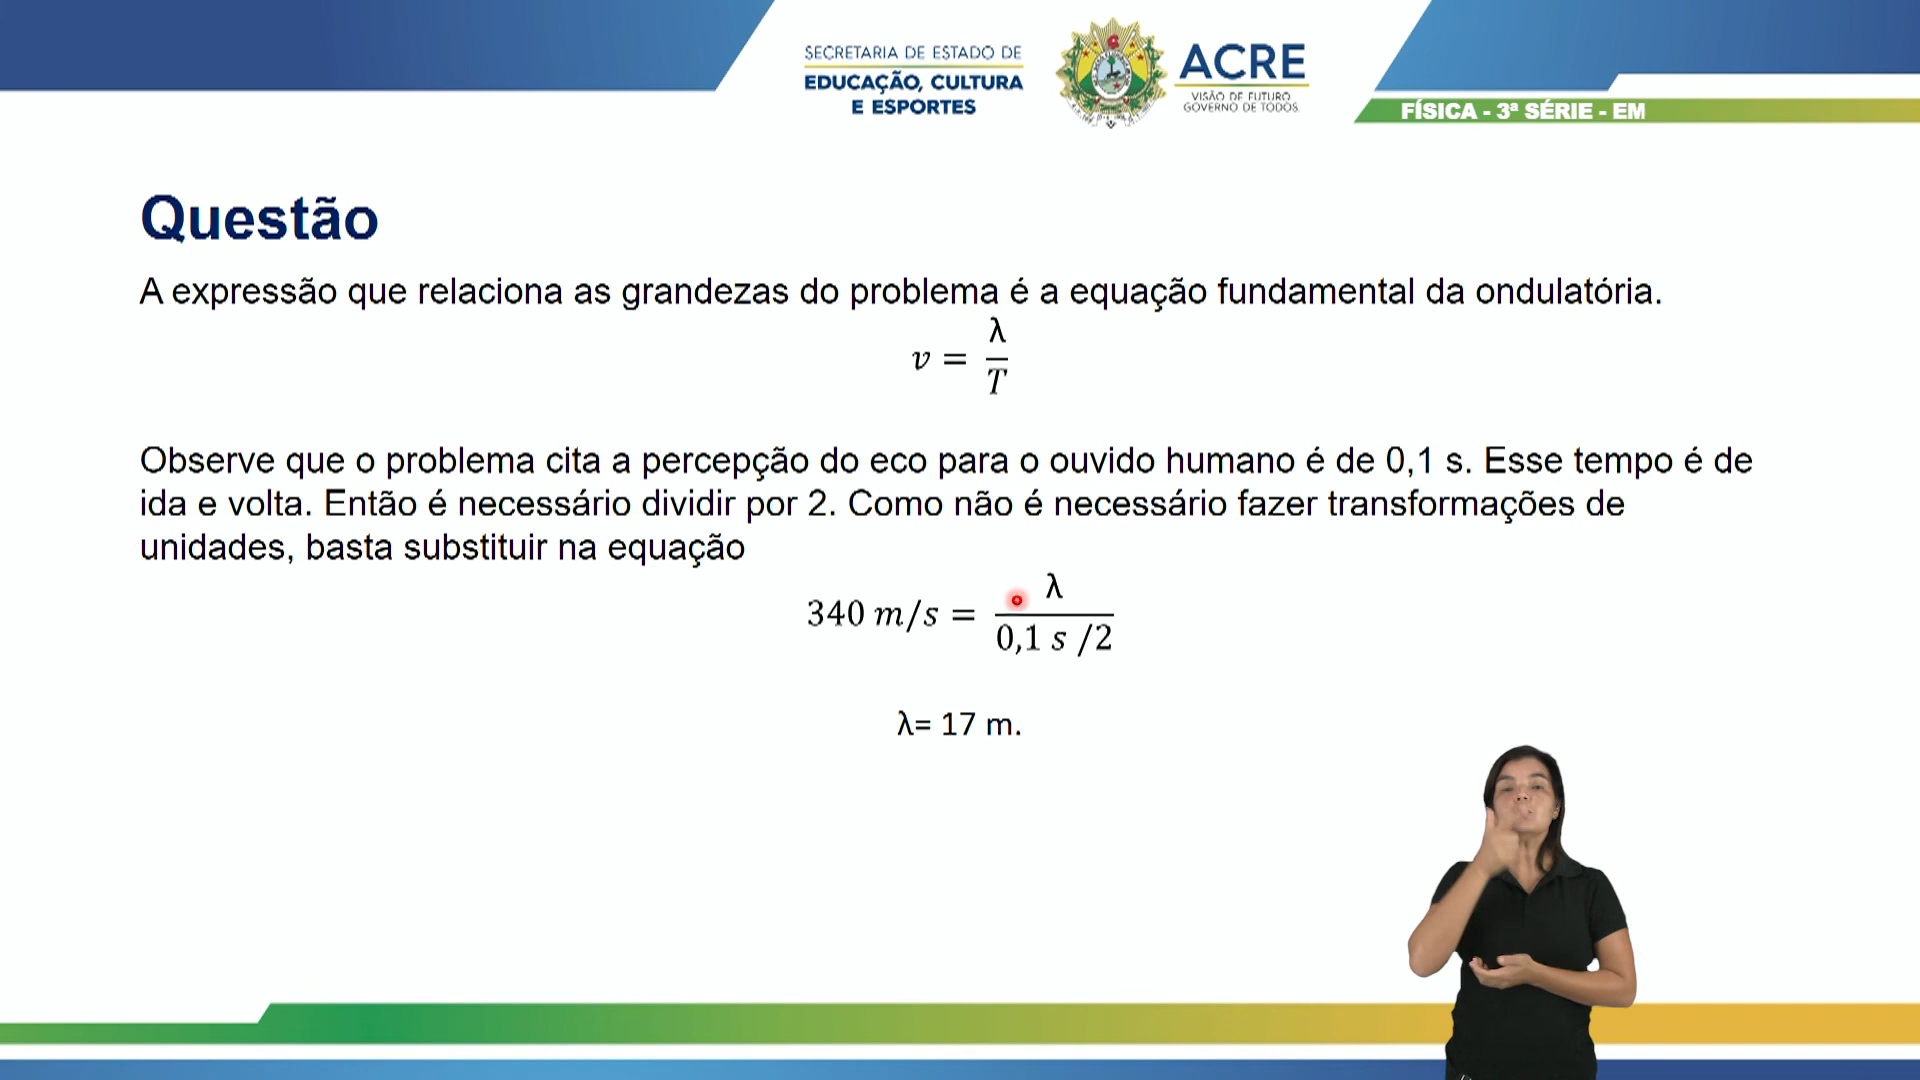 SECRETARIA DE ESTADO DE
EDUCAÇÃO, CULTURA
E ESPORTES
ACRE
VISÃO DE FUTURO
GOVERNO DE TODOS
FÍSICA - 3ª SÉRIE - EM
Questão
A expressão que relaciona as grandezas do problema é a equação fundamental da ondulatória.
v = λ/T
Observe que o problema cita a percepção do eco para o ouvido humano é de 0,1 s. Esse tempo é de
ida e volta. Então é necessário dividir por 2. Como não é necessário fazer transformações de
unidades, basta substituir na equação
340 m/s = λ/(0,1 s /2)
λ= 17 m.